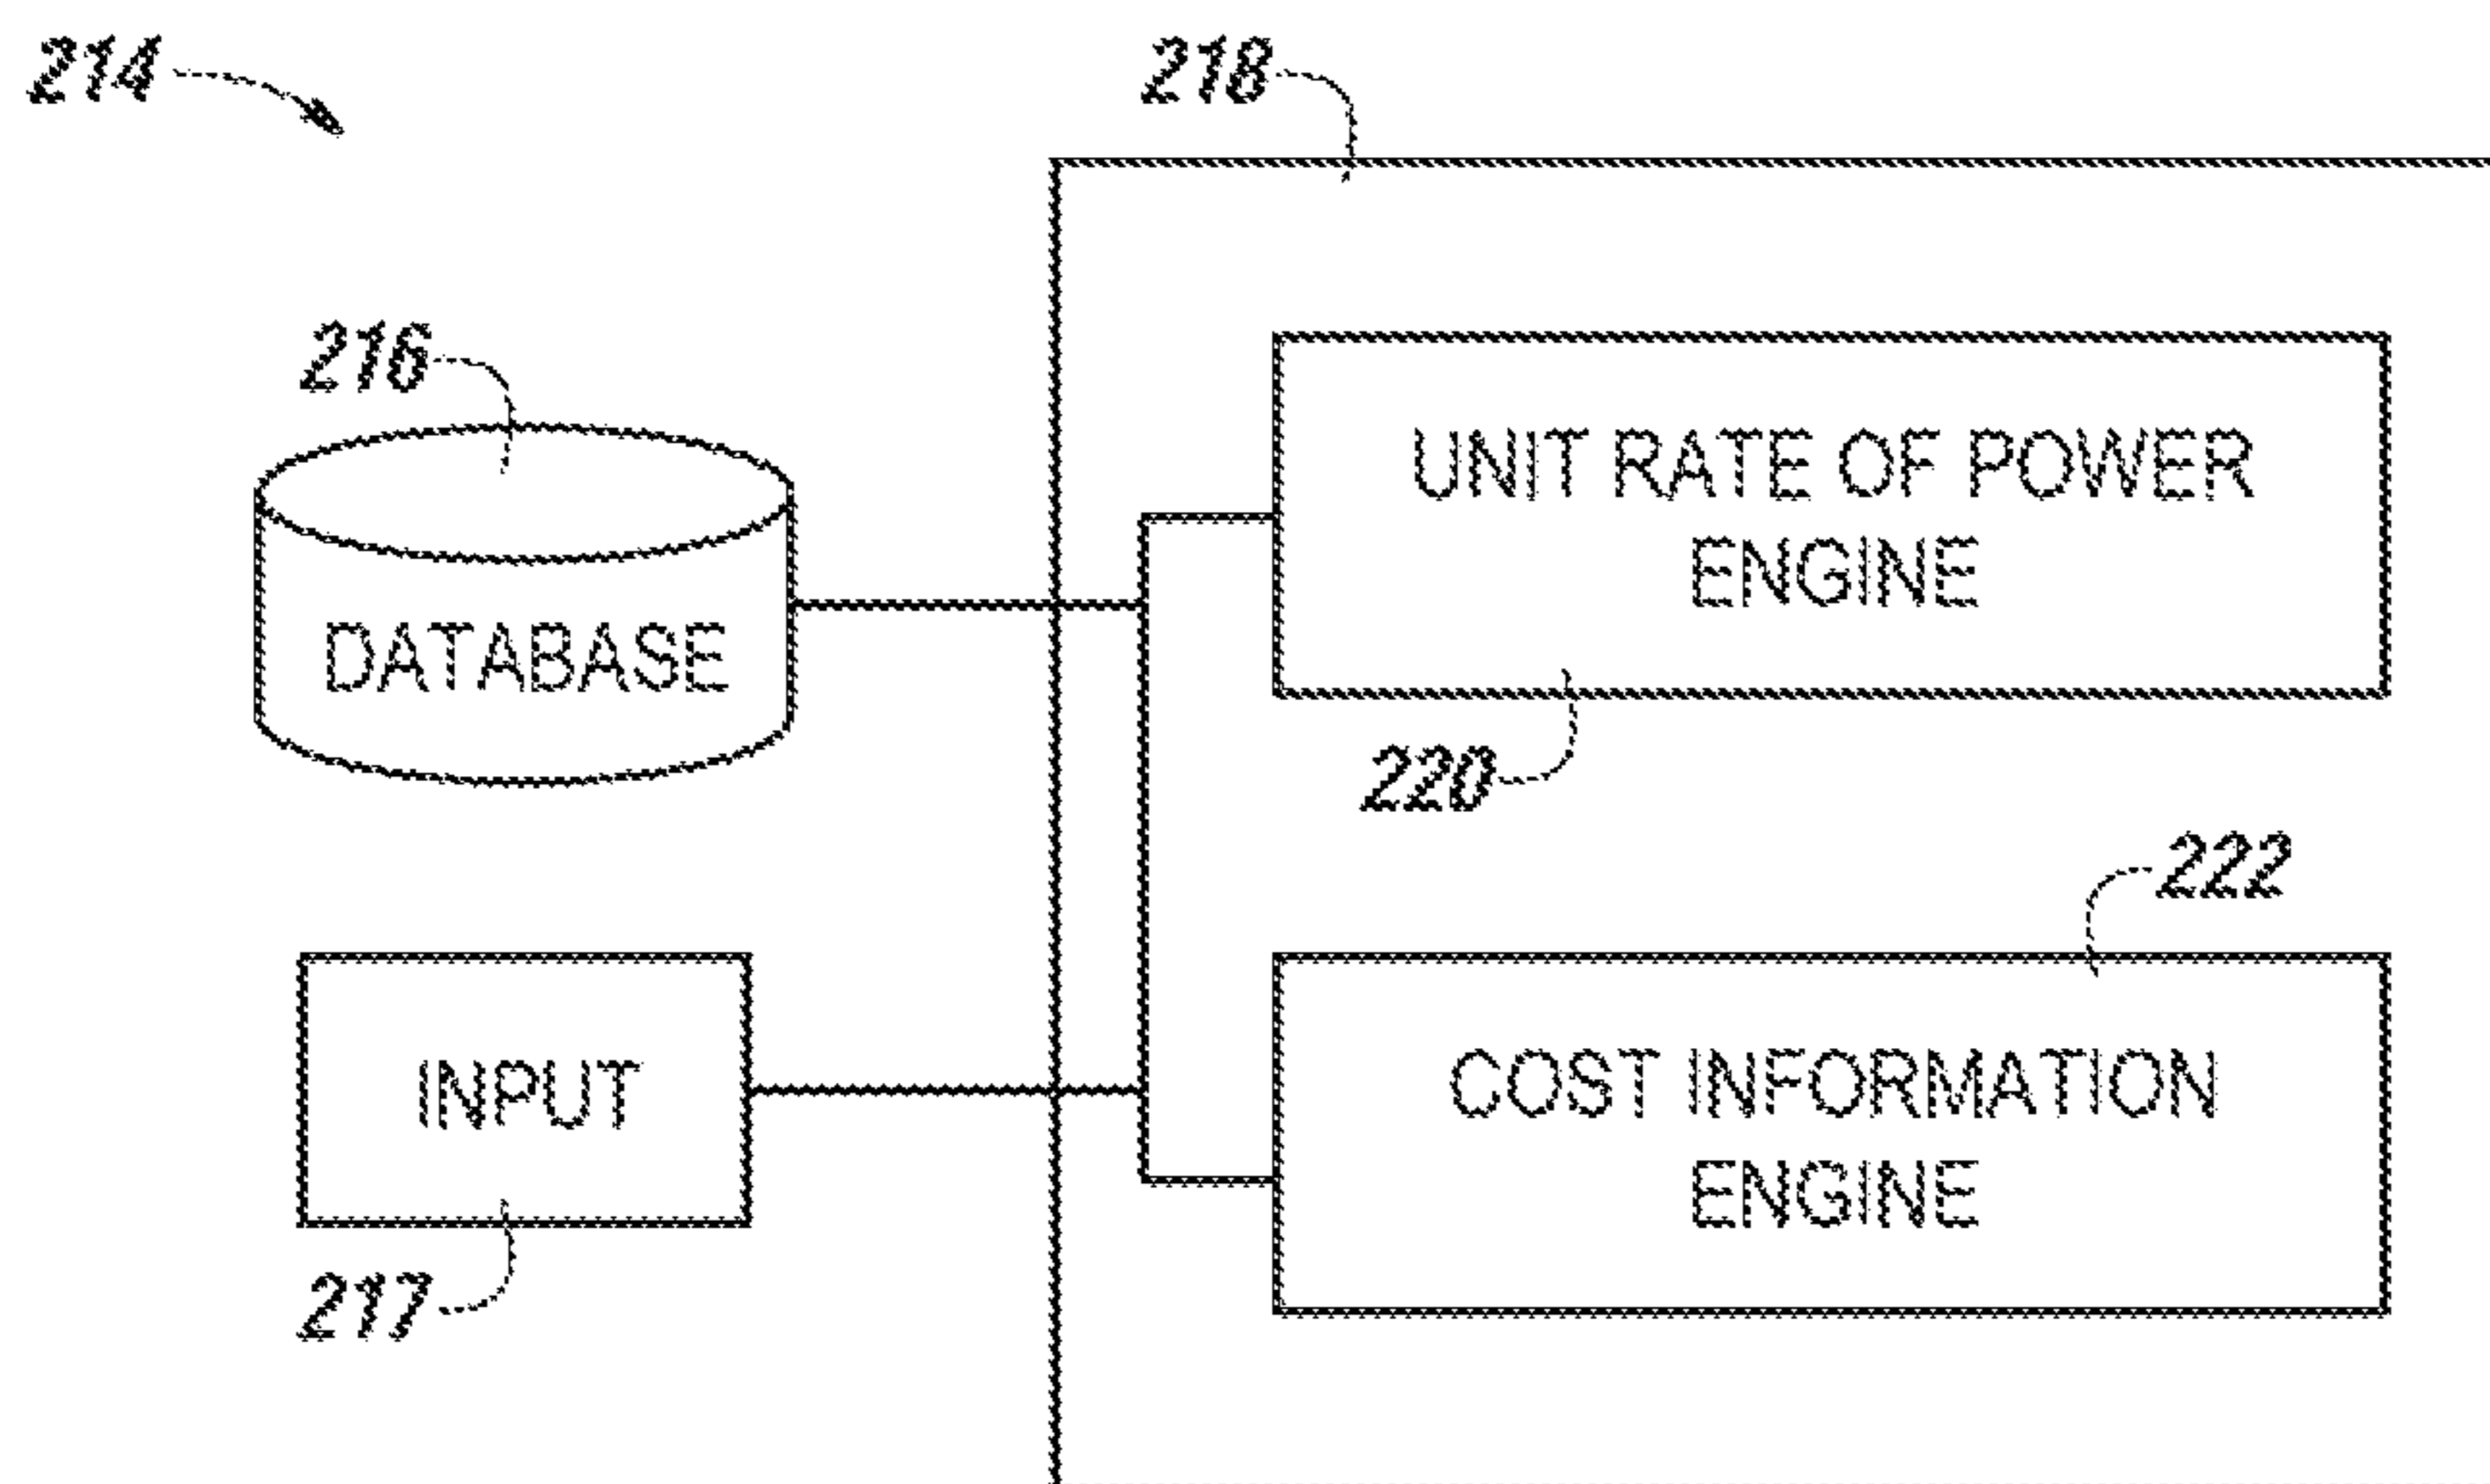 214
218
216
UNIT RATE OF POWER
ENGINE
DATABASE
220
222
INPUT
COST INFORMATION
ENGINE
217